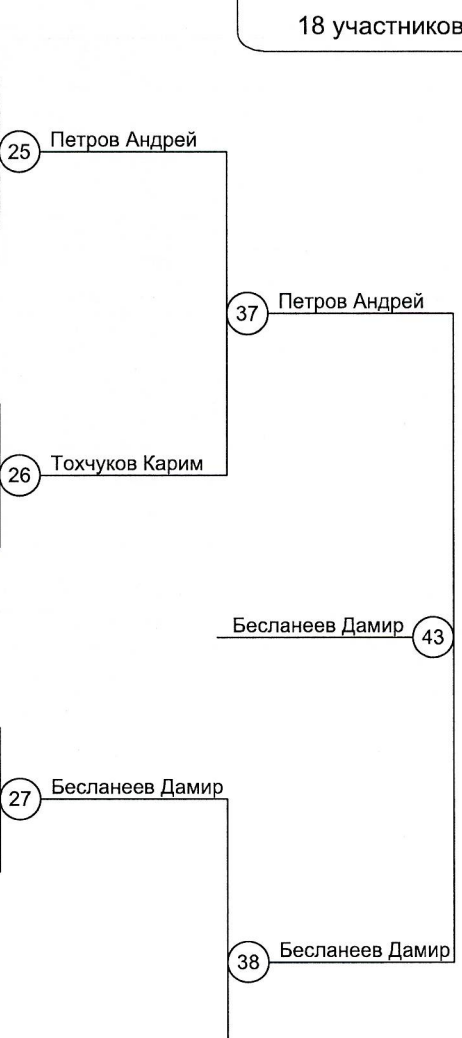 18 участников
25 Петров Андрей
37 Петров Андрей
26 Тохчуков Карим
Бесланеев Дамир 43
27 Бесланеев Дамир
38 Бесланеев Дамир